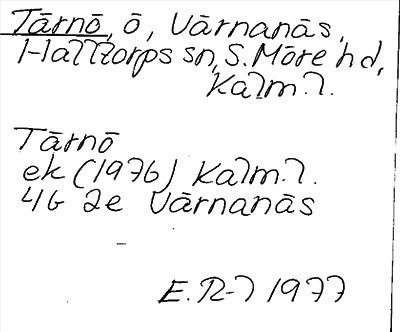 Tärnö, ö, Värnanäs,
Halltorps sn, S. Möre hd,
Kalm. l.
Tärnö
ek (1976) Kalm. l.
4G 2e Värnanäs
E. R-l 1977